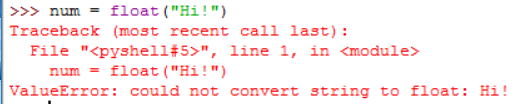 >>> num = float("Hi!")
Traceback (most recent call last):
  File "<pyshell#5>", line 1, in <module>
    num = float("Hi!")
ValueError: could not convert string to float: Hi!